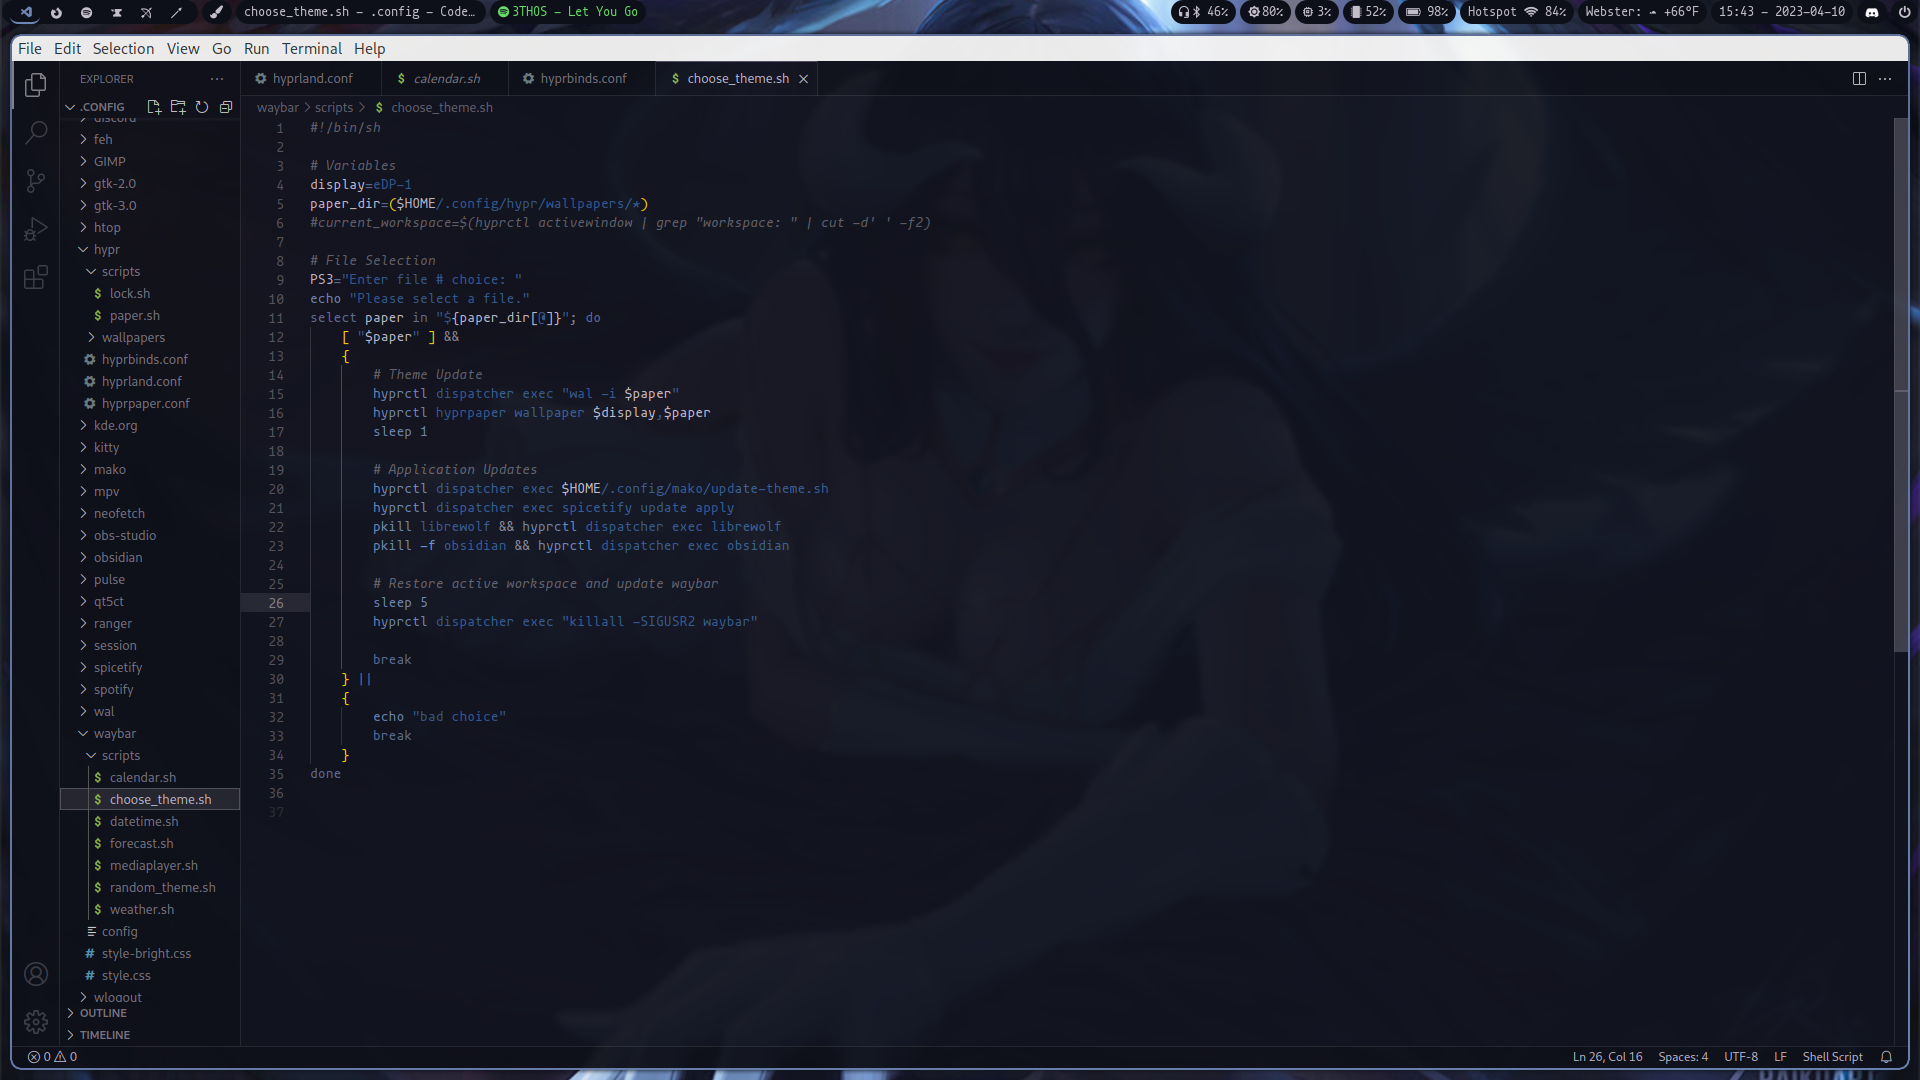 choose_theme.sh - .config - Code…
3THOS - Let You Go
46%
80%
3%
52%
98%
Hotspot 84%
Webster: +66°F
15:43 - 2023-04-10
File Edit Selection View Go Run Terminal Help
EXPLORER
hyprland.conf
calendar.sh
hyprbinds.conf
choose_theme.sh
.CONFIG
waybar > scripts > $ choose_theme.sh
discord
feh
GIMP
gtk-2.0
gtk-3.0
htop
hypr
scripts
$ lock.sh
$ paper.sh
wallpapers
hyprbinds.conf
hyprland.conf
hyprpaper.conf
kde.org
kitty
mako
mpv
neofetch
obs-studio
obsidian
pulse
qt5ct
ranger
session
spicetify
spotify
wal
waybar
scripts
$ calendar.sh
$ choose_theme.sh
$ datetime.sh
$ forecast.sh
$ mediaplayer.sh
$ random_theme.sh
$ weather.sh
config
# style-bright.css
# style.css
wlogout
OUTLINE
TIMELINE
1 #!/bin/sh
2
3 # Variables
4 display=eDP-1
5 paper_dir=($HOME/.config/hypr/wallpapers/*)
6 #current_workspace=$(hyprctl activewindow | grep "workspace: " | cut -d' ' -f2)
7
8 # File Selection
9 PS3="Enter file # choice: "
10 echo "Please select a file."
11 select paper in "${paper_dir[@]}"; do
12 [ "$paper" ] &&
13 {
14 # Theme Update
15 hyprctl dispatcher exec "wal -i $paper"
16 hyprctl hyprpaper wallpaper $display,$paper
17 sleep 1
18
19 # Application Updates
20 hyprctl dispatcher exec $HOME/.config/mako/update-theme.sh
21 hyprctl dispatcher exec spicetify update apply
22 pkill librewolf && hyprctl dispatcher exec librewolf
23 pkill -f obsidian && hyprctl dispatcher exec obsidian
24
25 # Restore active workspace and update waybar
26 sleep 5
27 hyprctl dispatcher exec "killall -SIGUSR2 waybar"
28
29 break
30 } ||
31 {
32 echo "bad choice"
33 break
34 }
35 done
36
37
0 0
Ln 26, Col 16 Spaces: 4 UTF-8 LF Shell Script